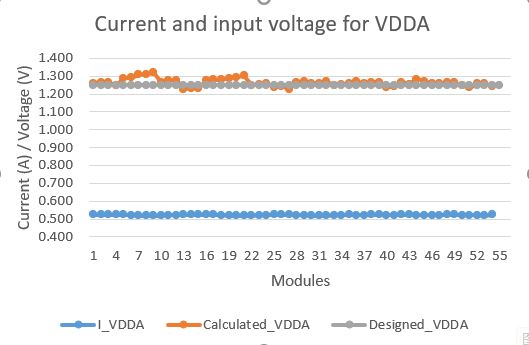 Current and input voltage for VDDA
Current (A) / Voltage (V)
1.400
1.300
1.200
1.100
1.000
0.900
0.800
0.700
0.600
0.500
0.400
1 4 7 10 13 16 19 22 25 28 31 34 37 40 43 46 49 52 55
Modules
I_VDDA Calculated_VDDA Designed_VDDA